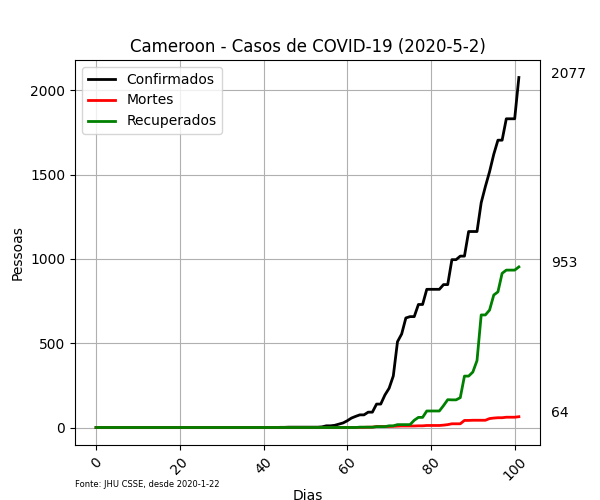 Cameroon - Casos de COVID-19 (2020-5-2)
Confirmados
Mortes
Recuperados
2077
953
64
2000
1500
1000
500
0
Pessoas
0
20
40
60
80
100
Fonte: JHU CSSE, desde 2020-1-22
Dias